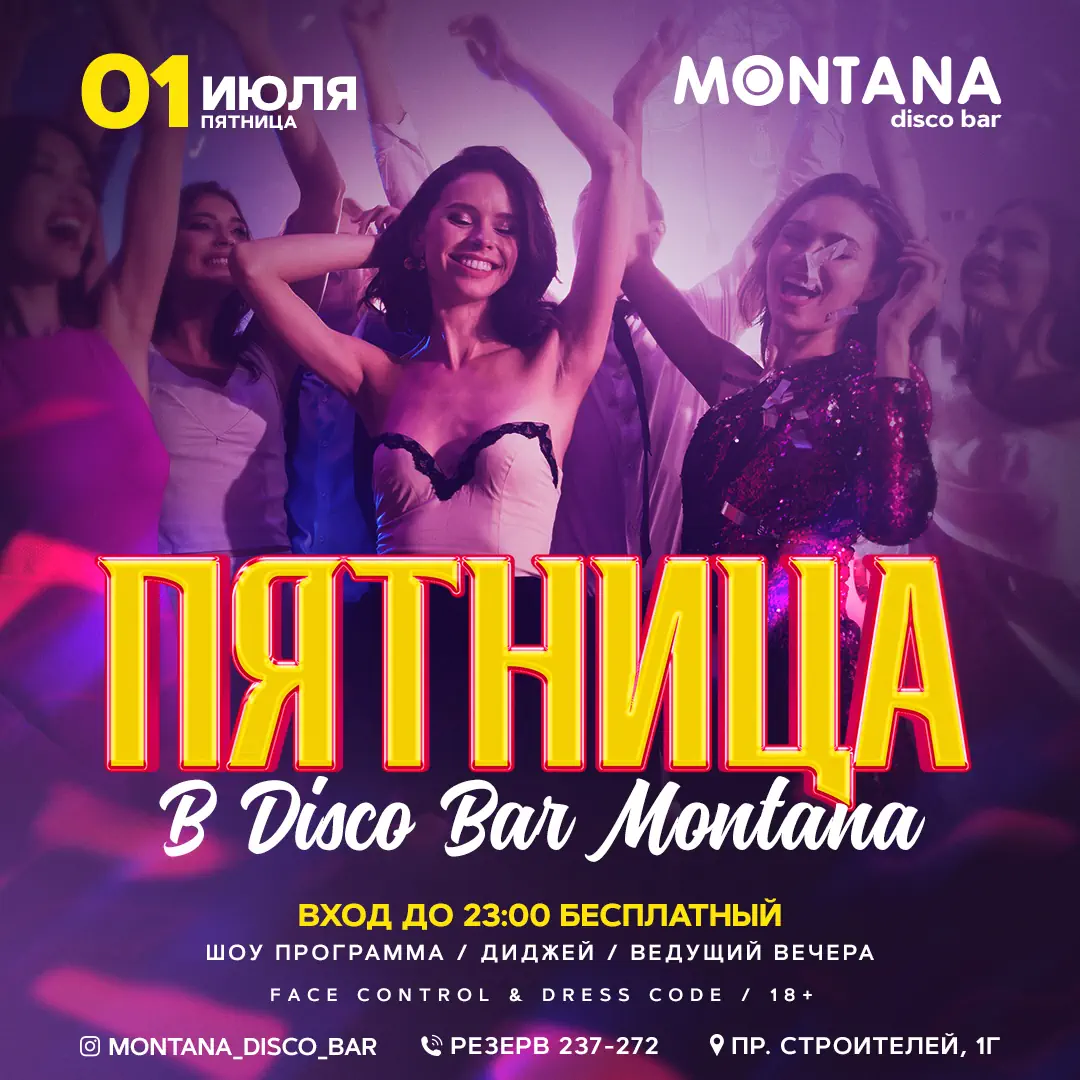 01 ИЮЛЯ
ПЯТНИЦА
MONTANA
disco bar
ПЯТНИЦА
В Disco Bar Montana
ВХОД ДО 23:00 БЕСПЛАТНЫЙ
ШОУ ПРОГРАММА / ДИДЖЕЙ / ВЕДУЩИЙ ВЕЧЕРА
FACE CONTROL & DRESS CODE / 18+
MONTANA_DISCO_BAR РЕЗЕРВ 237-272 ПР. СТРОИТЕЛЕЙ, 1Г